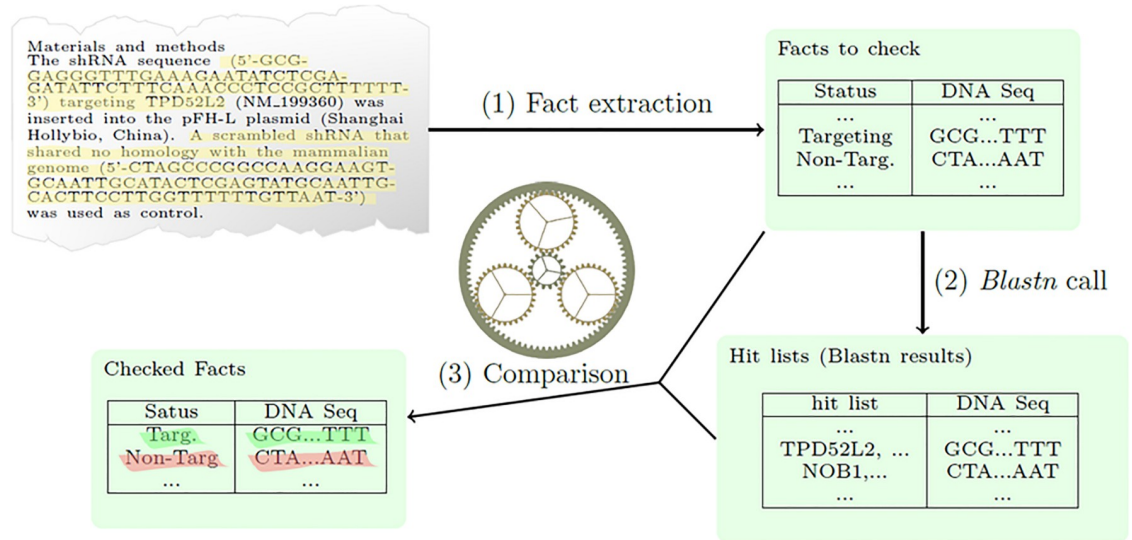 Materials and methods
The shRNA sequence (5'-GCG-
GAGGGTTTGAAAGAATATCTCGA-
GATATTCTTTCAAACCCTCCGCTTTTTT-
3') targeting TPD52L2 (NM_199360) was
inserted into the pFH-L plasmid (Shanghai
Hollybio, China). A scrambled shRNA that
shared no homology with the mammalian
genome (5'-CTAGCCCGGCCAAGGAAGT-
GCAATTGCATACTCGAGTATGCAATTG-
CACTTCCTTGGTTTTTTGTTAAT-3')
was used as control.
(1) Fact extraction
Facts to check
Status DNA Seq
... ...
Targeting GCG...TTT
Non-Targ. CTA...AAT
... ...
(2) Blastn call
Hit lists (Blastn results)
hit list DNA Seq
... ...
TPD52L2, ... GCG...TTT
NOB1,... CTA...AAT
... ...
(3) Comparison
Checked Facts
Satus DNA Seq
Targ. GCG...TTT
Non-Targ CTA...AAT
... ...